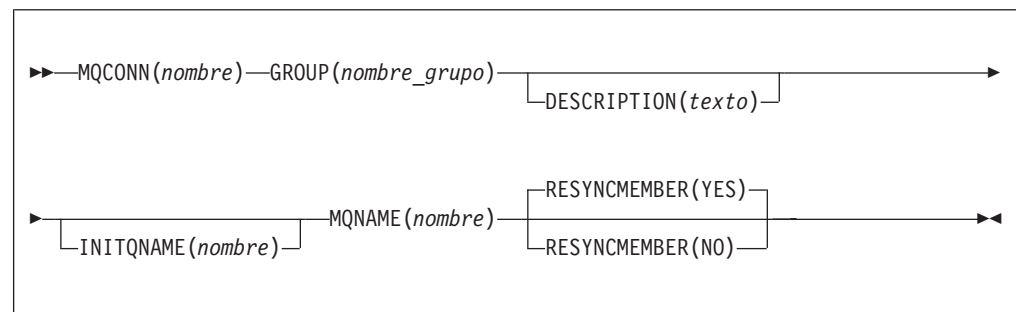 MQCONN(nombre) GROUP(nombre_grupo)
DESCRIPTION(texto)
RESYNCMEMBER(YES)
INITQNAME(nombre) MQNAME(nombre)
RESYNCMEMBER(NO)